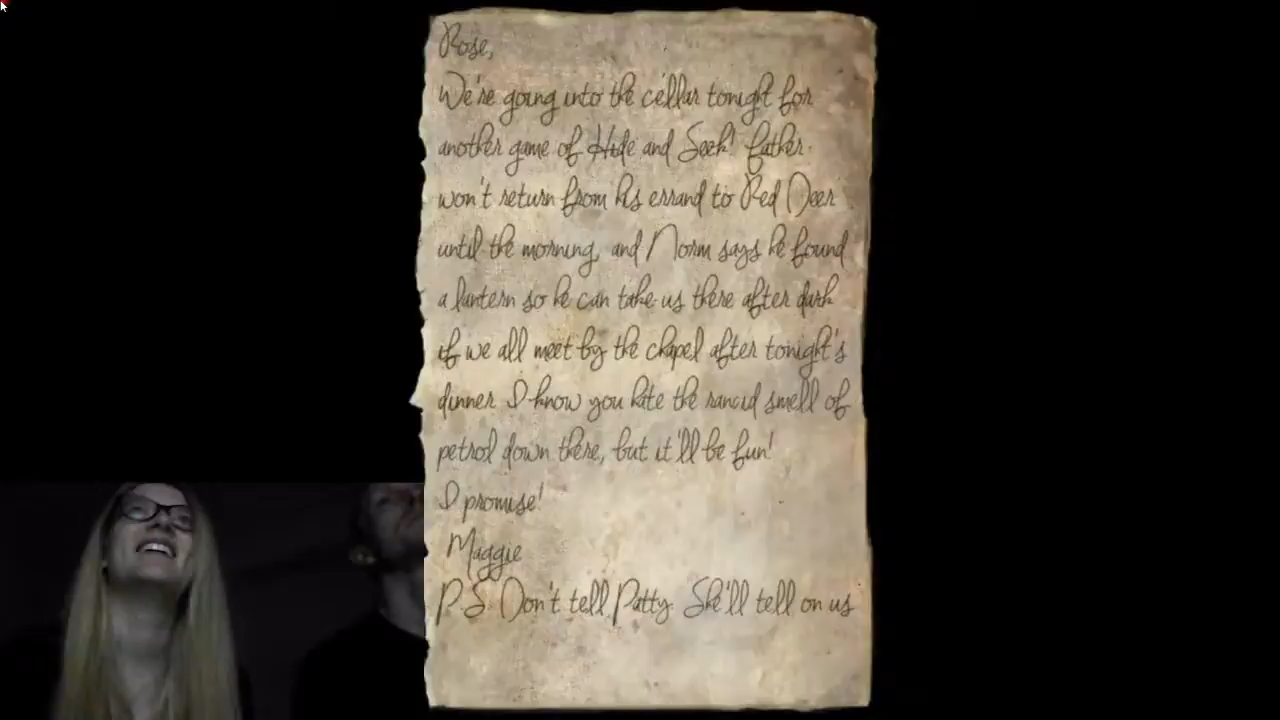 Rose,
We're going into the cellar tonight for
another game of Hide and Seek! Father
won't return from his errand to Red Deer
until the morning, and Norm says he found
a lantern so he can take us there after dark
if we all meet by the chapel after tonight's
dinner. I know you hate the rancid smell of
petrol down there, but it'll be fun!
I promise!
Maggie
P.S. Don't tell Patty. She'll tell on us